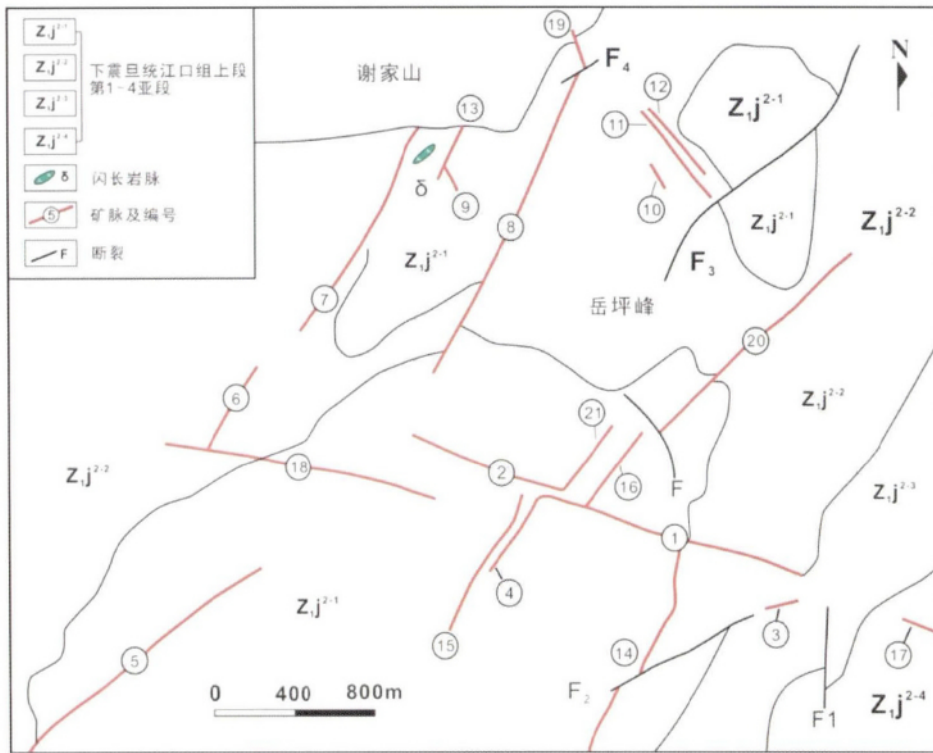 Z₁j²⁻¹
Z₁j²⁻²
Z₁j²⁻³
Z₁j²⁻⁴
下震旦统江口组上段
第1-4亚段
δ 闪长岩脉
⑤ 矿脉及编号
F 断裂
谢家山
⑲
F₄
N
⑬
⑫
⑪
Z₁j²⁻¹
δ
⑨
⑩
⑧
Z₁j²⁻¹
Z₁j²⁻¹
Z₁j²⁻²
F₃
⑦
岳坪峰
⑳
⑥
㉑
Z₁j²⁻²
Z₁j²⁻²
⑱
②
⑯
F
Z₁j²⁻³
①
④
Z₁j²⁻¹
⑮
③
⑰
⑤
⑭
F₂
F1
Z₁j²⁻⁴
0 400 800m